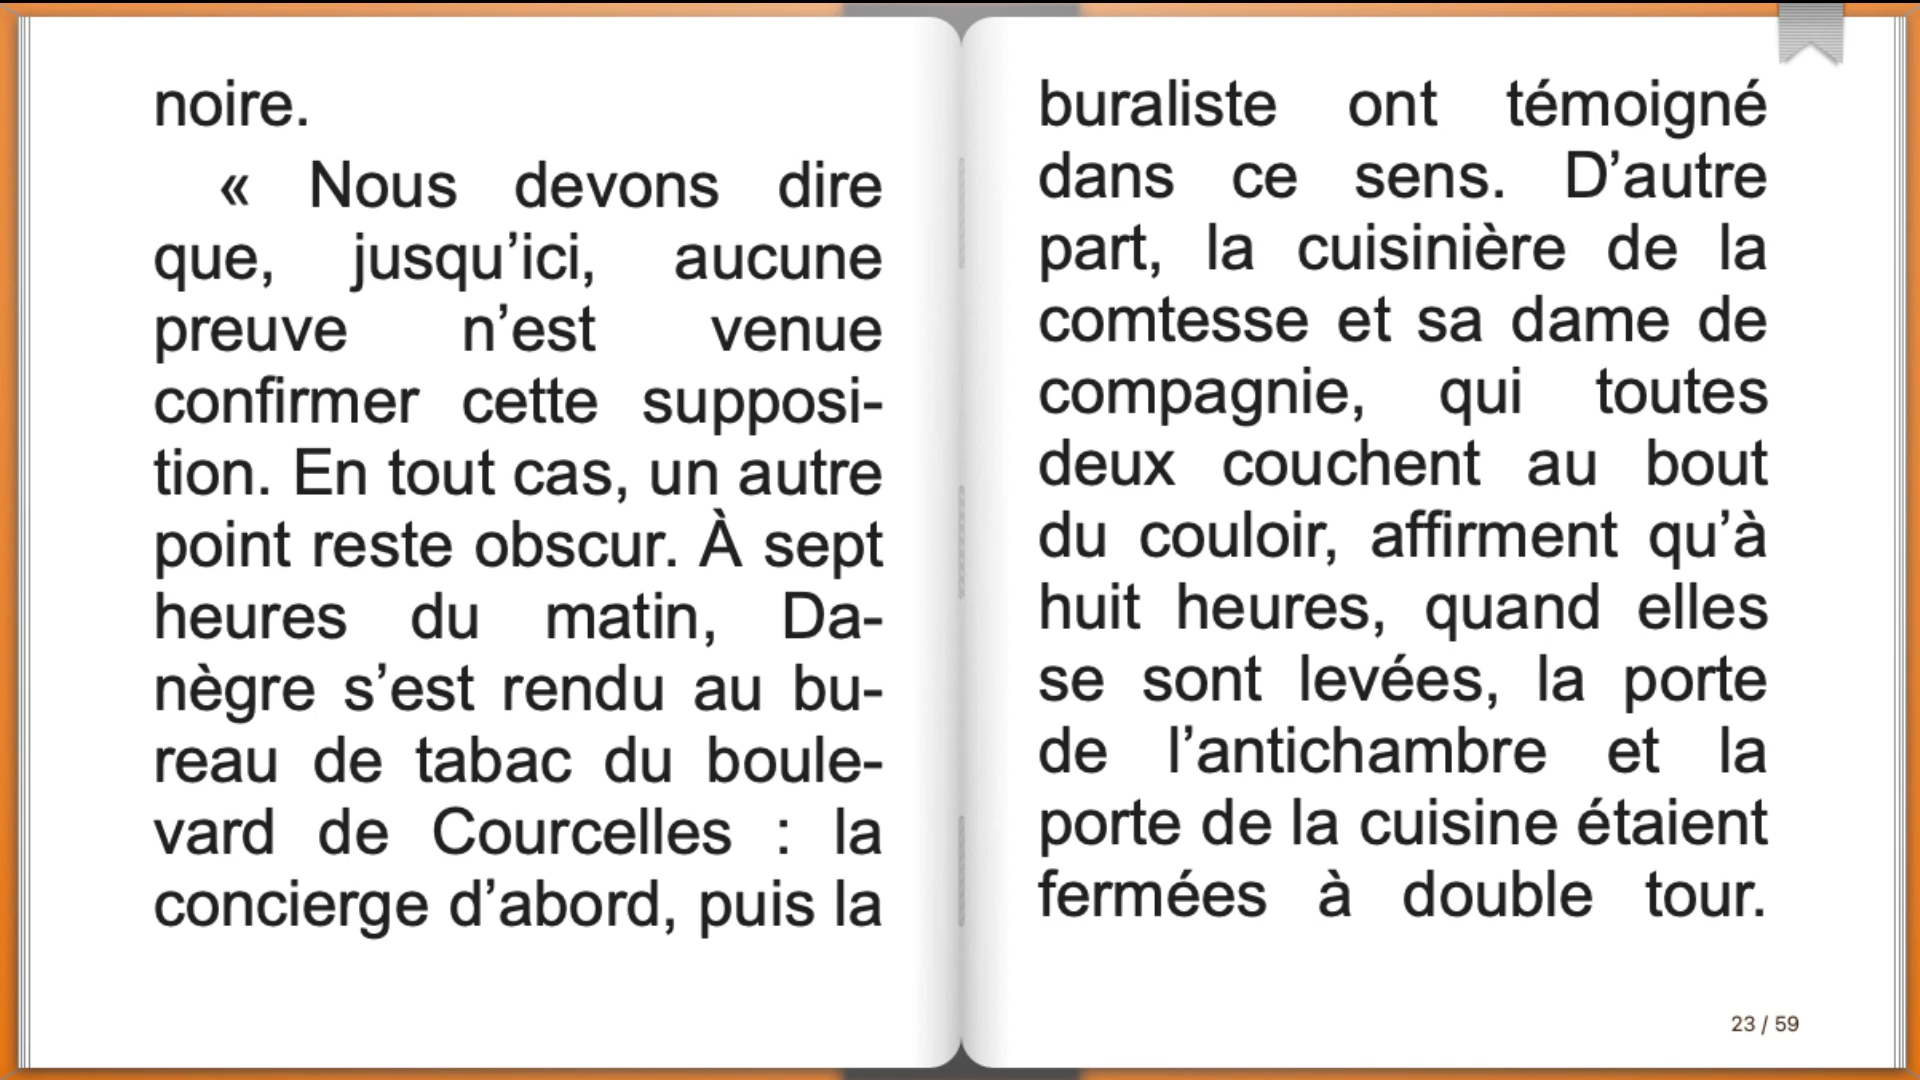 noire.
« Nous devons dire
que, jusqu’ici, aucune
preuve n’est venue
confirmer cette supposi-
tion. En tout cas, un autre
point reste obscur. À sept
heures du matin, Da-
nègre s’est rendu au bu-
reau de tabac du boule-
vard de Courcelles : la
concierge d’abord, puis la
buraliste ont témoigné
dans ce sens. D’autre
part, la cuisinière de la
comtesse et sa dame de
compagnie, qui toutes
deux couchent au bout
du couloir, affirment qu’à
huit heures, quand elles
se sont levées, la porte
de l’antichambre et la
porte de la cuisine étaient
fermées à double tour.
23 / 59